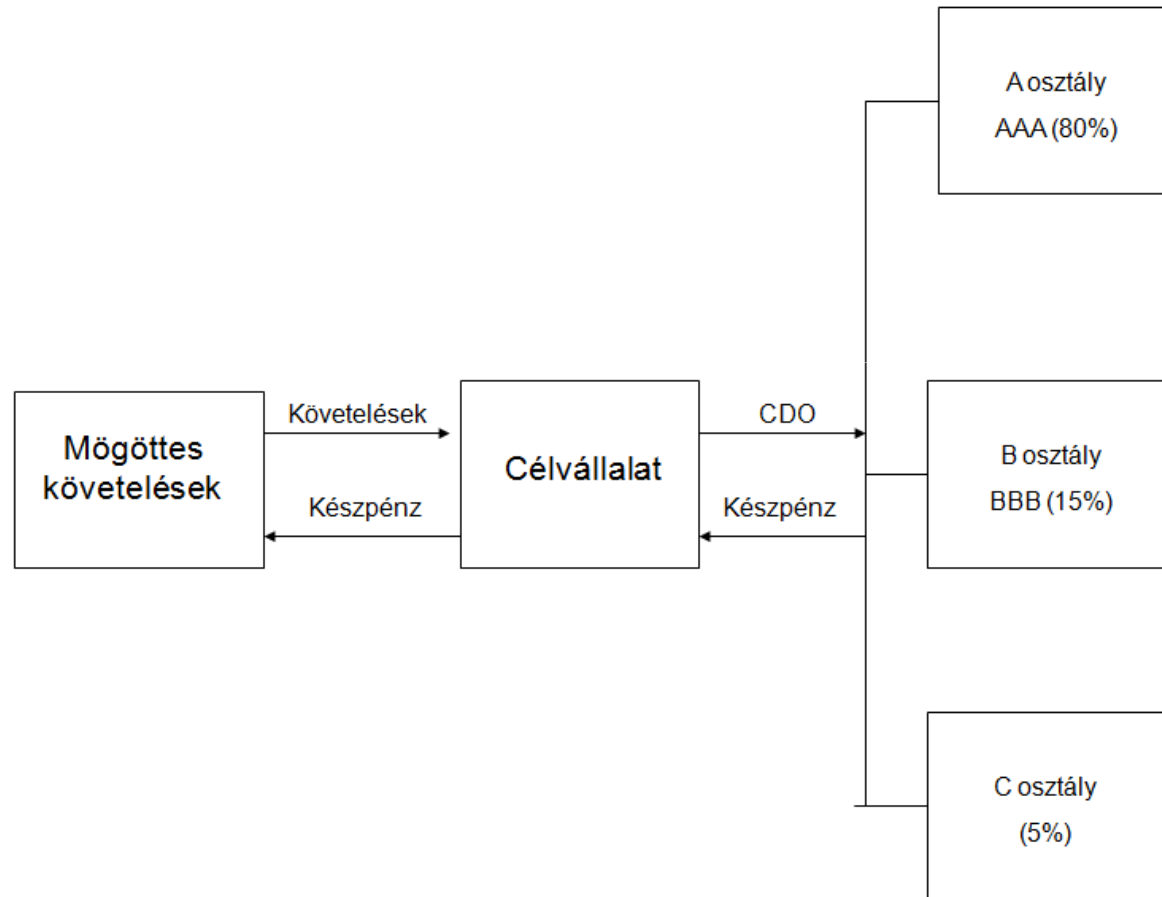 A osztály
AAA (80%)
Mögöttes
követelések
Követelések
Készpénz
Célvállalat
CDO
Készpénz
B osztály
BBB (15%)
C osztály
(5%)